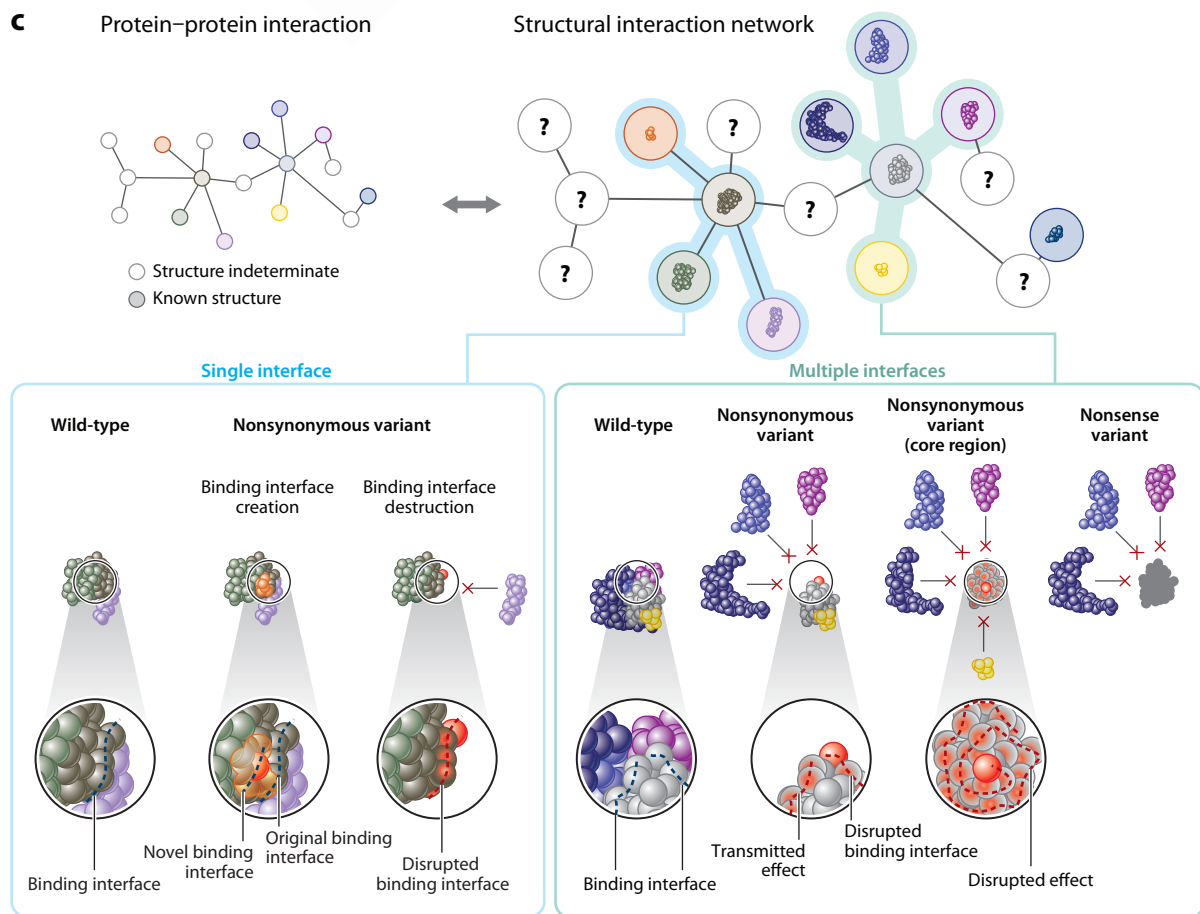 c
Protein–protein interaction
Structural interaction network
?
?
?
?
?
?
?
?
Structure indeterminate
Known structure
Single interface
Multiple interfaces
Wild-type
Nonsynonymous variant
Binding interface
creation
Binding interface
destruction
Binding interface
Novel binding
interface
Original binding
interface
Disrupted
binding interface
Wild-type
Nonsynonymous
variant
Nonsynonymous
variant
(core region)
Nonsense
variant
Binding interface
Transmitted
effect
Disrupted
binding interface
Disrupted effect